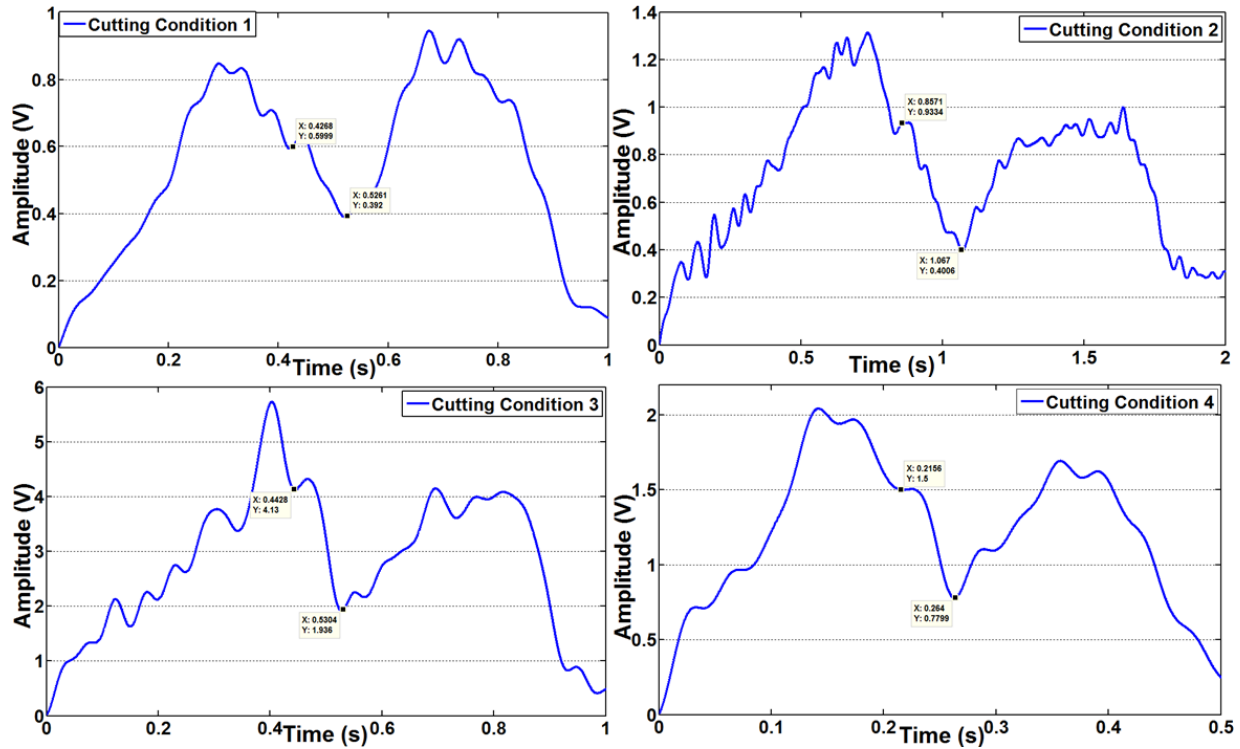 Cutting Condition 1
Amplitude (V)
1
0.8
0.6
0.4
0.2
0
X: 0.4268
Y: 0.5999
X: 0.5261
Y: 0.392
0
0.2
0.4
0.6
0.8
1
Time (s)
Cutting Condition 2
Amplitude (V)
1.4
1.2
1
0.8
0.6
0.4
0.2
0
X: 0.8571
Y: 0.9334
X: 1.067
Y: 0.4006
0
0.5
1
1.5
2
Time (s)
Cutting Condition 3
Amplitude (V)
6
5
4
3
2
1
0
X: 0.4428
Y: 4.13
X: 0.5304
Y: 1.936
0
0.2
0.4
0.6
0.8
1
Time (s)
Cutting Condition 4
Amplitude (V)
2
1.5
1
0.5
0
X: 0.2156
Y: 1.5
X: 0.264
Y: 0.7799
0
0.1
0.2
0.3
0.4
0.5
Time (s)